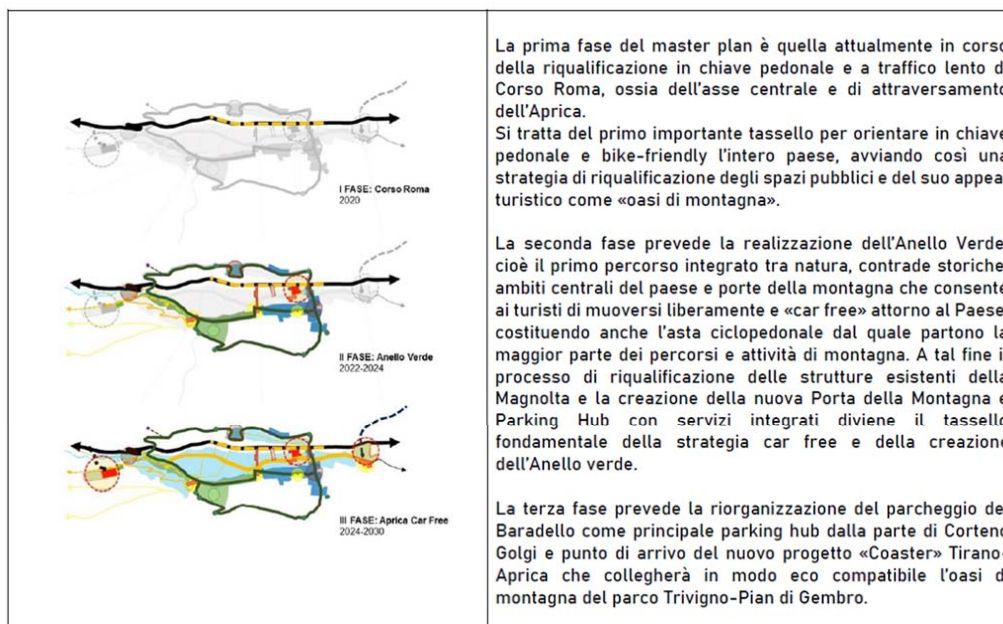 I FASE: Corso Roma
2020
II FASE: Anello Verde
2022-2024
III FASE: Aprica Car Free
2024-2030
La prima fase del master plan è quella attualmente in corso
della riqualificazione in chiave pedonale e a traffico lento d
Corso Roma, ossia dell'asse centrale e di attraversamento
dell'Aprica.
Si tratta del primo importante tassello per orientare in chiave
pedonale e bike-friendly l'intero paese, avviando così una
strategia di riqualificazione degli spazi pubblici e del suo appea
turistico come «oasi di montagna».
La seconda fase prevede la realizzazione dell'Anello Verde
cioè il primo percorso integrato tra natura, contrade storiche
ambiti centrali del paese e porte della montagna che consente
ai turisti di muoversi liberamente e «car free» attorno al Paese
costituendo anche l'asta ciclopedonale dal quale partono la
maggior parte dei percorsi e attività di montagna. A tal fine i
processo di riqualificazione delle strutture esistenti della
Magnolta e la creazione della nuova Porta della Montagna e
Parking Hub con servizi integrati diviene il tassello
fondamentale della strategia car free e della creazione
dell'Anello verde.
La terza fase prevede la riorganizzazione del parcheggio de
Baradello come principale parking hub dalla parte di Corteno
Golgi e punto di arrivo del nuovo progetto «Coaster» Tirano-
Aprica che collegherà in modo eco compatibile l'oasi d
montagna del parco Trivigno-Pian di Gembro.